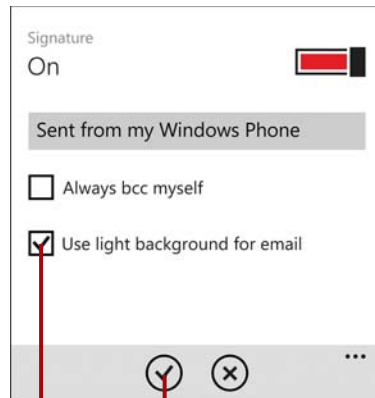 Signature
On
Sent from my Windows Phone
Always bcc myself
Use light background for email
...